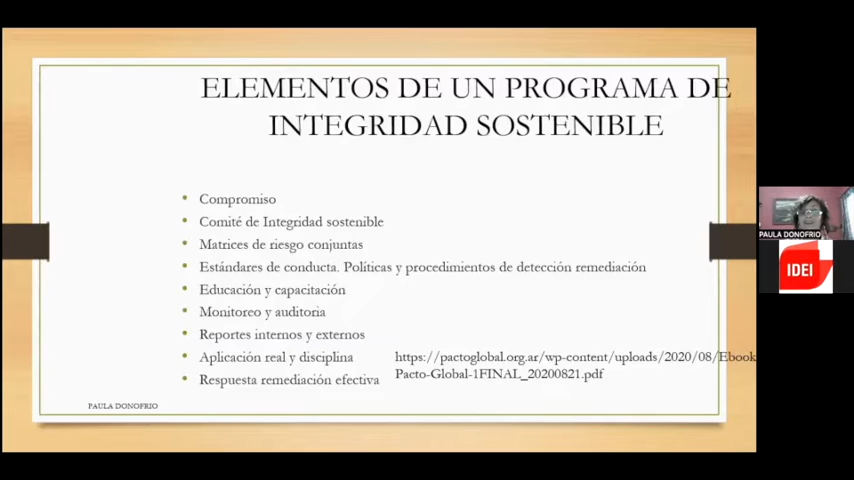 ELEMENTOS DE UN PROGRAMA DE
INTEGRIDAD SOSTENIBLE
• Compromiso
• Comité de Integridad sostenible
• Matrices de riesgo conjuntas
• Estándares de conducta. Políticas y procedimientos de detección remediación
• Educación y capacitación
• Monitoreo y auditoria
• Reportes internos y externos
• Aplicación real y disciplina
• Respuesta remediación efectiva
https://pactoglobal.org.ar/wp-content/uploads/2020/08/Ebook
Pacto-Global-1FINAL_20200821.pdf
PAULA DONOFRIO
PAULA DONOFRIO
IDEI